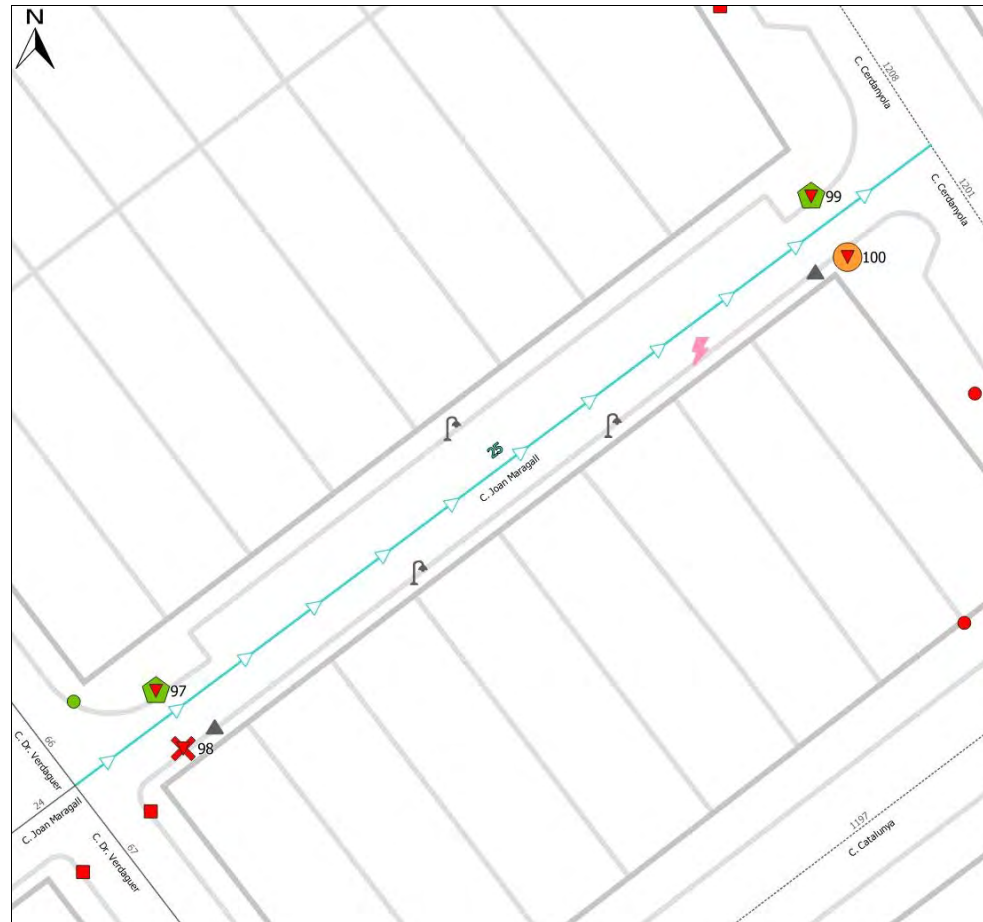 N
1208
C. Cerdanyola
1201
C. Cerdanyola
99
100
25
C. Joan Maragall
97
98
66
C. Dr. Verdaguer
24
C. Joan Maragall
67
C. Dr. Verdaguer
1197
C. Catalunya